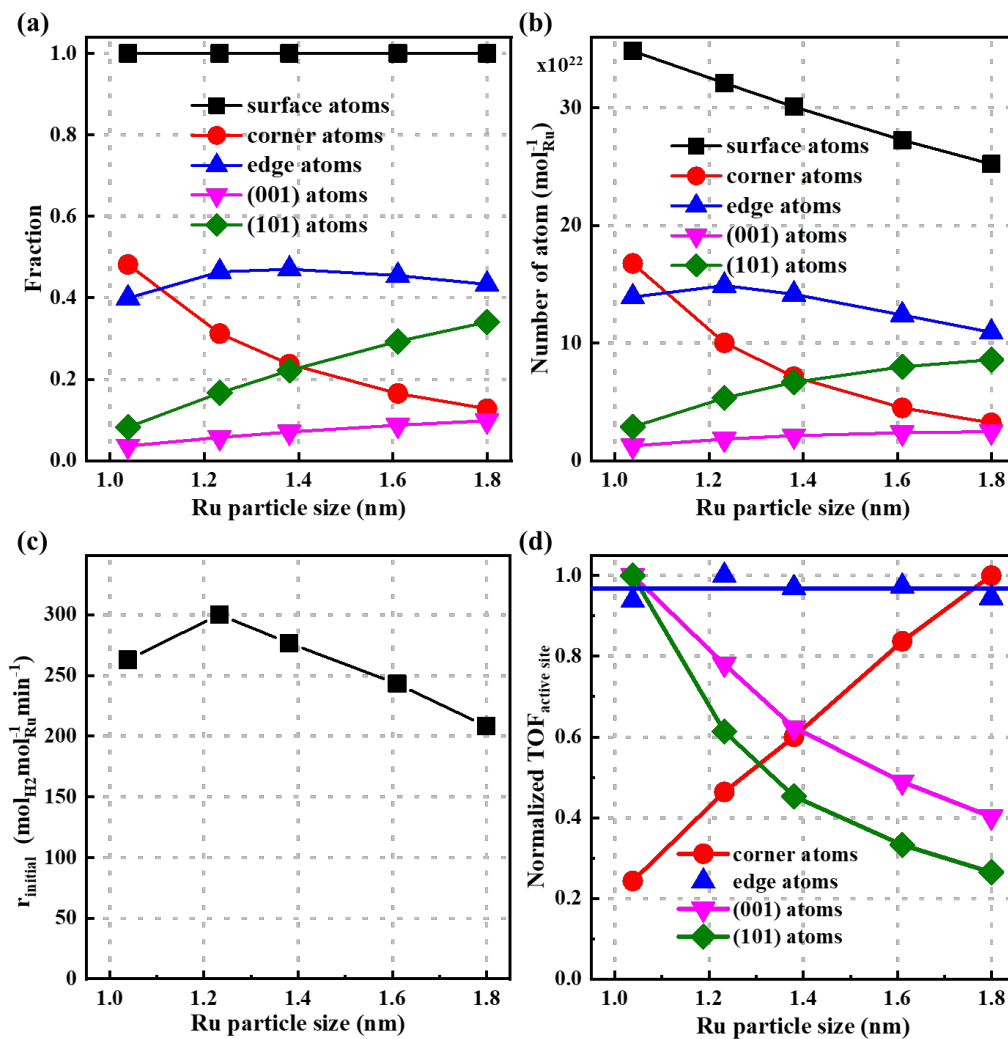 (a)
1.0
0.8
0.6
0.4
0.2
0.0
Fraction
surface atoms
corner atoms
edge atoms
(001) atoms
(101) atoms
1.0 1.2 1.4 1.6 1.8
Ru particle size (nm)
(b)
x10²²
30
20
10
0
Number of atom (mol⁻¹Ru)
surface atoms
corner atoms
edge atoms
(001) atoms
(101) atoms
1.0 1.2 1.4 1.6 1.8
Ru particle size (nm)
(c)
300
250
200
150
100
50
0
r_initial (mol_H2 mol⁻¹_Ru min⁻¹)
1.0 1.2 1.4 1.6 1.8
Ru particle size (nm)
(d)
1.0
0.8
0.6
0.4
0.2
0.0
Normalized TOF_active site
corner atoms
edge atoms
(001) atoms
(101) atoms
1.0 1.2 1.4 1.6 1.8
Ru particle size (nm)